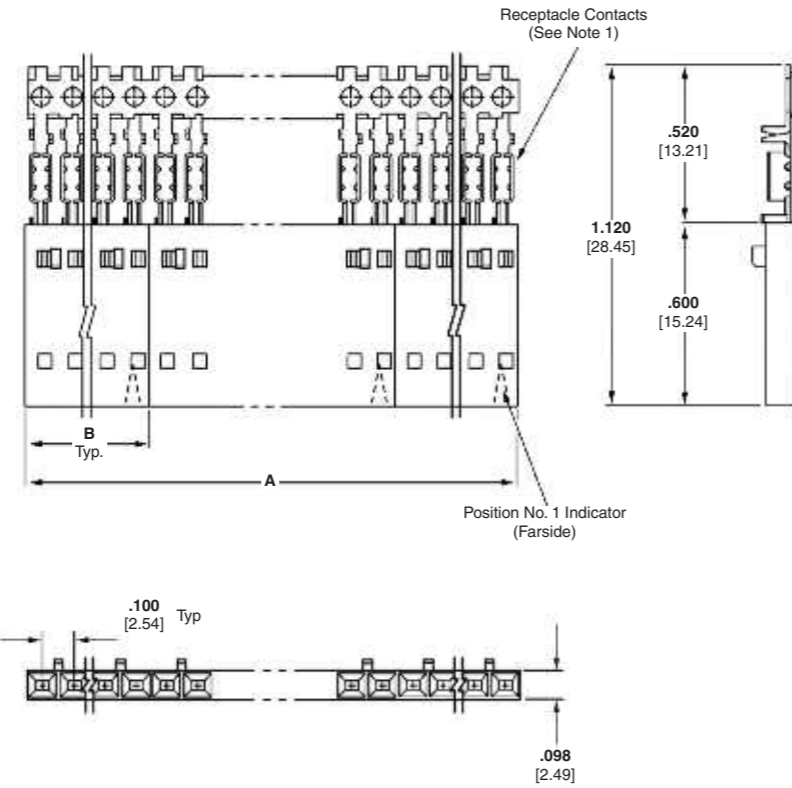 Receptacle Contacts
(See Note 1)
.520
[13.21]
1.120
[28.45]
.600
[15.24]
B
Typ.
A
Position No. 1 Indicator
(Farside)
.100
[2.54]
Typ
.098
[2.49]